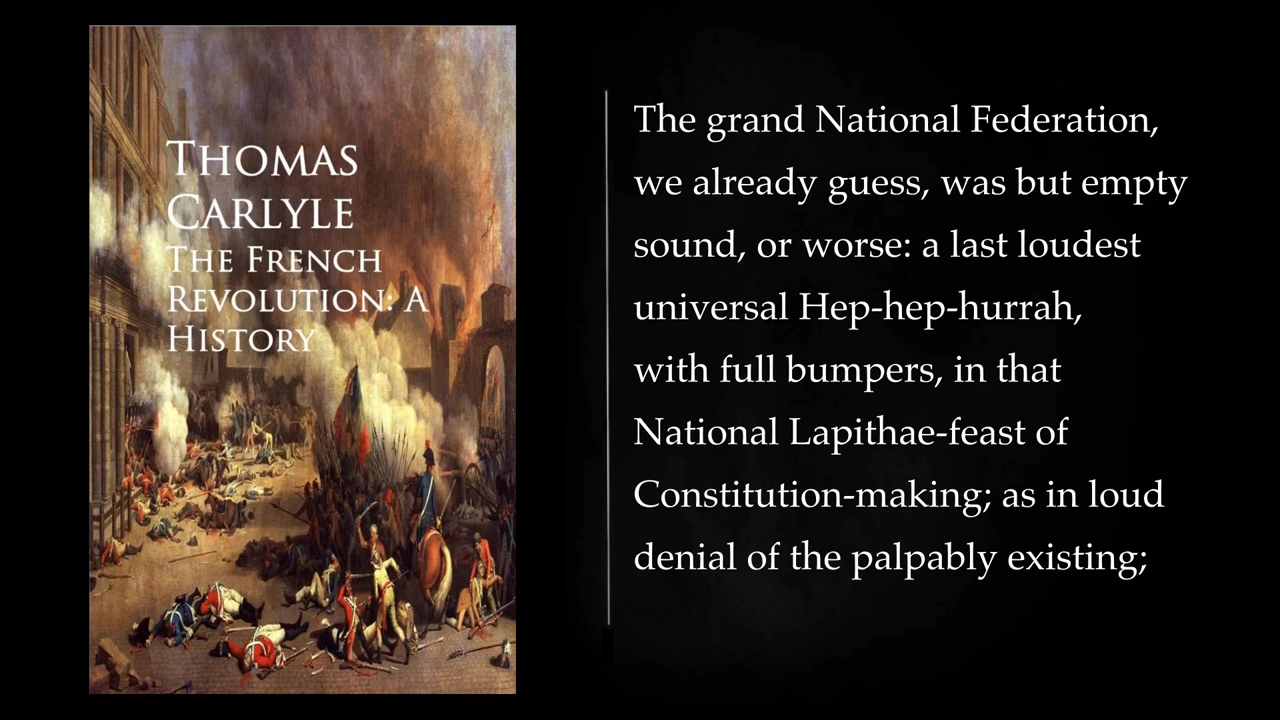 THOMAS
CARLYLE
THE FRENCH
REVOLUTION: A
HISTORY
The grand National Federation,
we already guess, was but empty
sound, or worse: a last loudest
universal Hep-hep-hurrah,
with full bumpers, in that
National Lapithae-feast of
Constitution-making; as in loud
denial of the palpably existing;